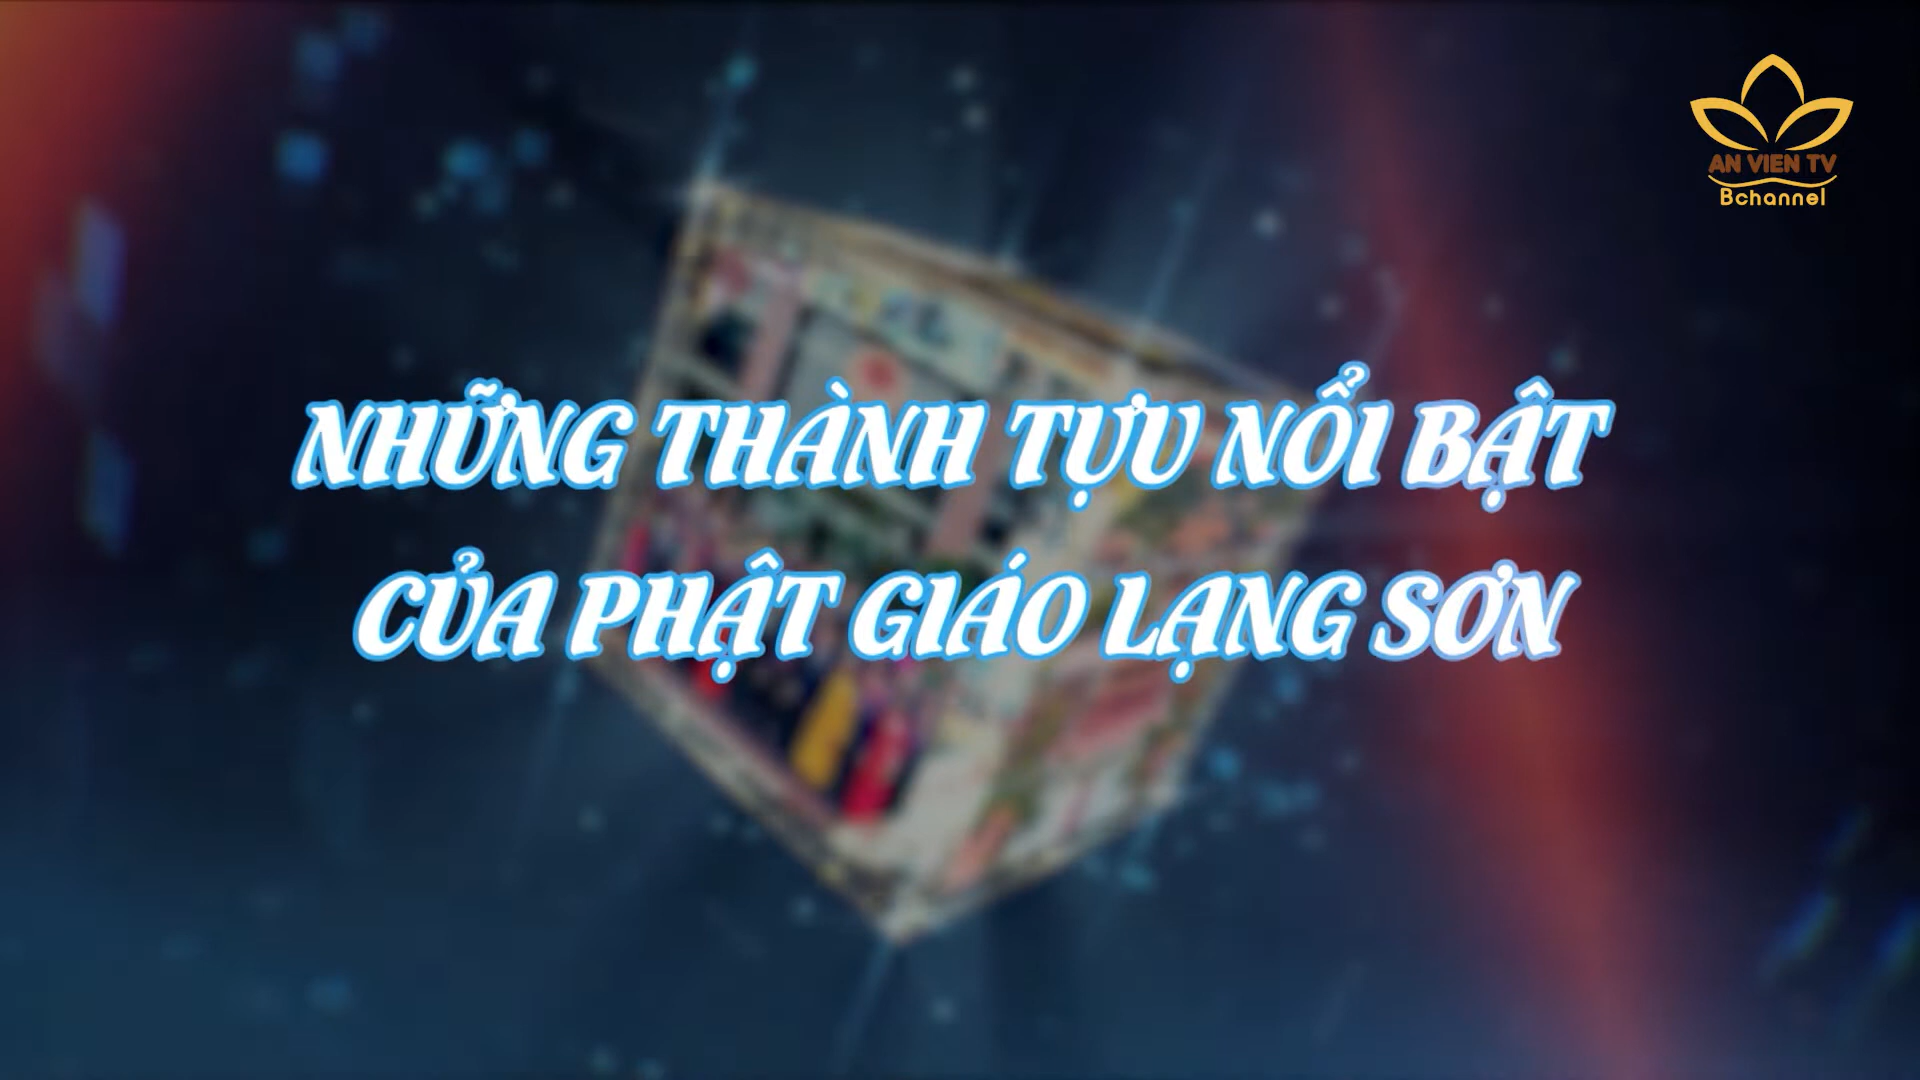 AN VIEN TV
Bchannel
NHỮNG THÀNH TỰU NỔI BẬT
CỦA PHẬT GIÁO LẠNG SƠN